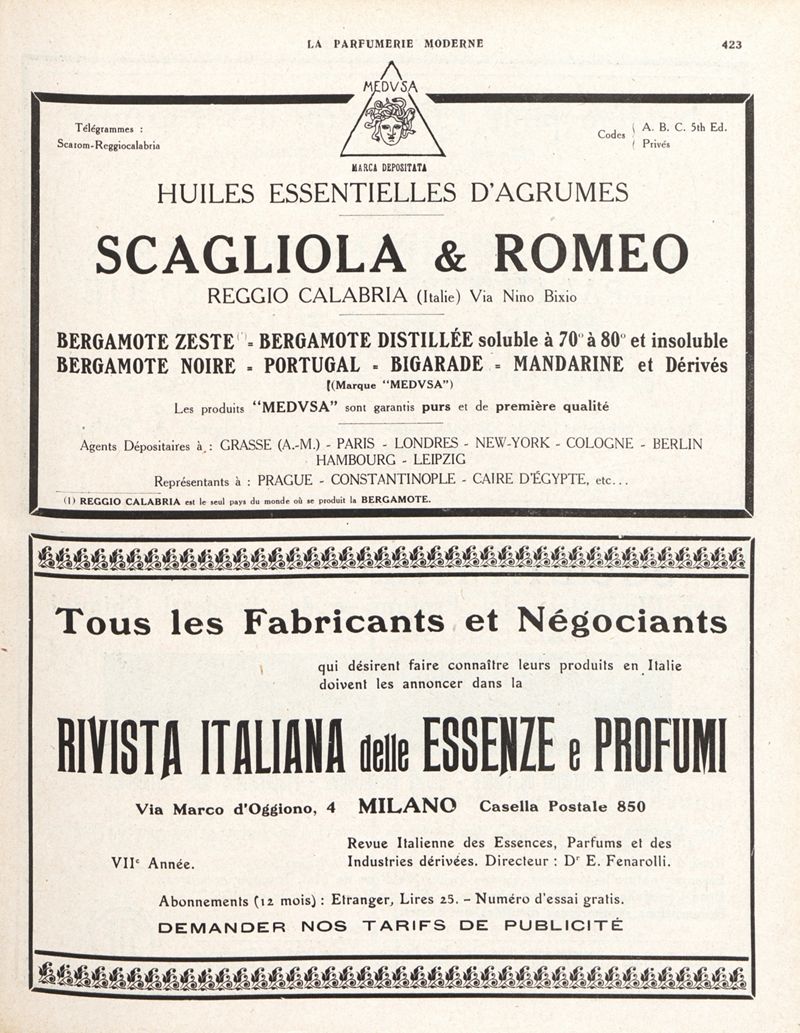 LA PARFUMERIE MODERNE 423
MEDVSA
MARCA DEPOSITATA
Télégrammes :
Scarom-Reggiocalabria
Codes ( A. B. C. 5th Ed.
( Privés
HUILES ESSENTIELLES D'AGRUMES
SCAGLIOLA & ROMEO
REGGIO CALABRIA (Italie) Via Nino Bixio
BERGAMOTE ZESTE (1) = BERGAMOTE DISTILLÉE soluble à 70° à 80° et insoluble
BERGAMOTE NOIRE = PORTUGAL = BIGARADE = MANDARINE et Dérivés
(Marque "MEDVSA")
Les produits "MEDVSA" sont garantis purs et de première qualité
Agents Dépositaires à : GRASSE (A.-M.) - PARIS - LONDRES - NEW-YORK - COLOGNE - BERLIN
HAMBOURG - LEIPZIG
Représentants à : PRAGUE - CONSTANTINOPLE - CAIRE D'ÉGYPTE, etc...
(1) REGGIO CALABRIA est le seul pays du monde où se produit la BERGAMOTE.
Tous les Fabricants et Négociants
qui désirent faire connaître leurs produits en Italie
doivent les annoncer dans la
RIVISTA ITALIANA delle ESSENZE e PROFUMI
Via Marco d'Oggiono, 4 MILANO Casella Postale 850
VIIe Année.
Revue Italienne des Essences, Parfums et des
Industries dérivées. Directeur : Dr E. Fenarolli.
Abonnements (12 mois) : Etranger, Lires 25. - Numéro d'essai gratis.
DEMANDER NOS TARIFS DE PUBLICITÉ